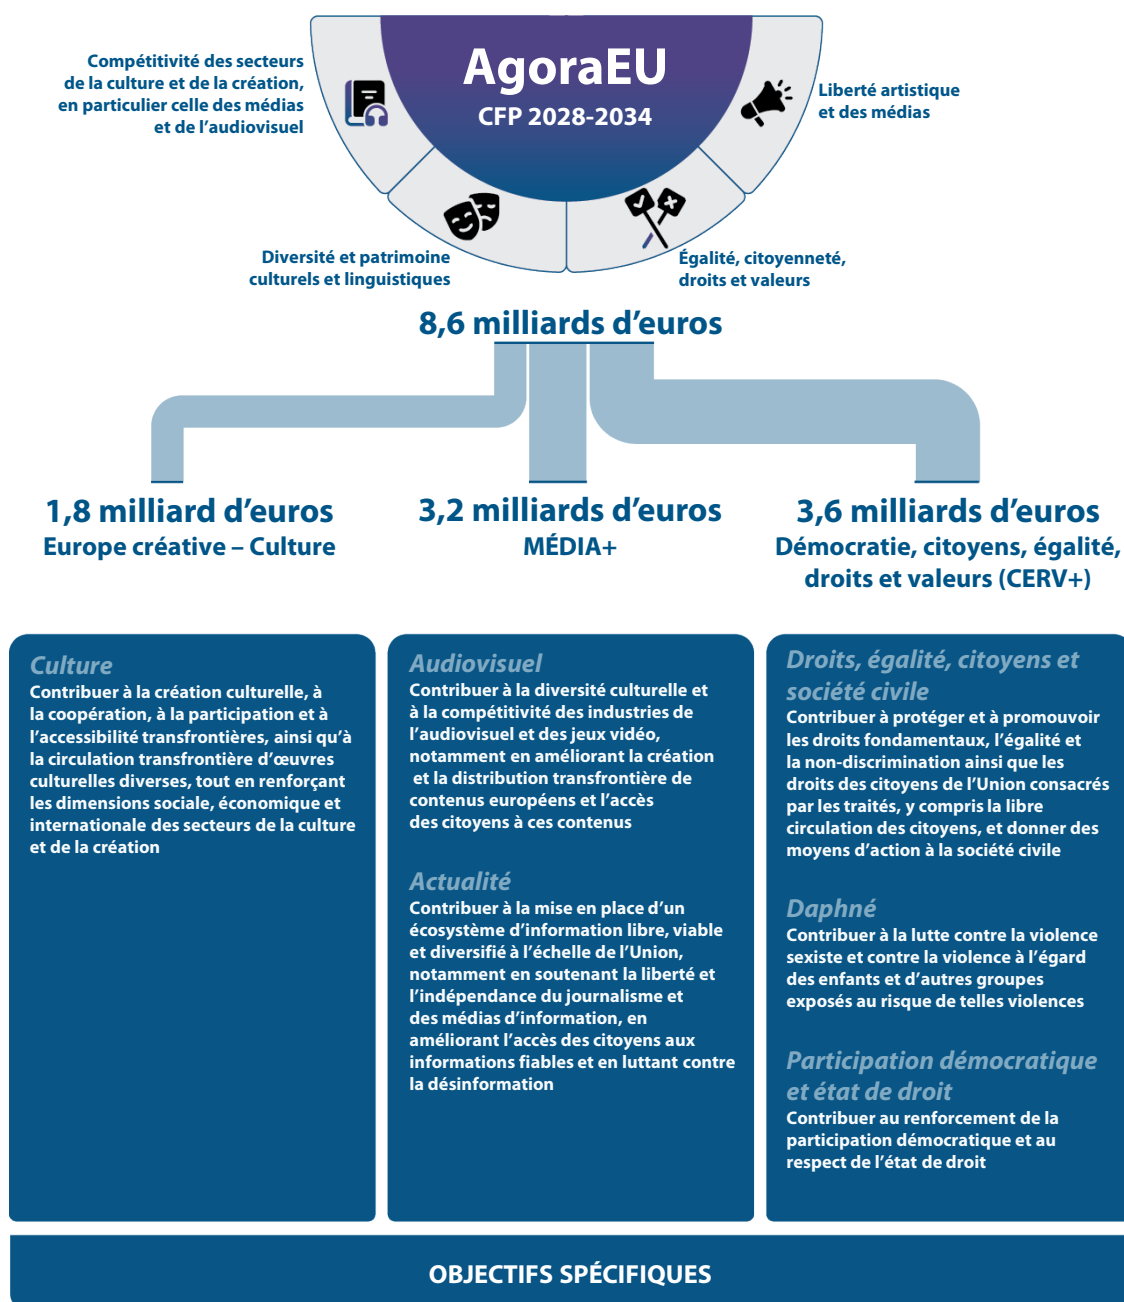 AgoraEU
CFP 2028-2034
Compétitivité des secteurs
de la culture et de la création,
en particulier celle des médias
et de l'audiovisuel
Liberté artistique
et des médias
Diversité et patrimoine
culturels et linguistiques
Égalité, citoyenneté,
droits et valeurs
8,6 milliards d'euros
1,8 milliard d'euros
Europe créative – Culture
3,2 milliards d'euros
MÉDIA+
3,6 milliards d'euros
Démocratie, citoyens, égalité,
droits et valeurs (CERV+)
Culture
Contribuer à la création culturelle, à
la coopération, à la participation et à
l'accessibilité transfrontières, ainsi qu'à
la circulation transfrontière d'œuvres
culturelles diverses, tout en renforçant
les dimensions sociale, économique et
internationale des secteurs de la culture
et de la création
Audiovisuel
Contribuer à la diversité culturelle et
à la compétitivité des industries de
l'audiovisuel et des jeux vidéo,
notamment en améliorant la création
et la distribution transfrontière de
contenus européens et l'accès
des citoyens à ces contenus
Actualité
Contribuer à la mise en place d'un
écosystème d'information libre, viable
et diversifié à l'échelle de l'Union,
notamment en soutenant la liberté et
l'indépendance du journalisme et
des médias d'information, en
améliorant l'accès des citoyens aux
informations fiables et en luttant contre
la désinformation
Droits, égalité, citoyens et
société civile
Contribuer à protéger et à promouvoir
les droits fondamentaux, l'égalité et
la non-discrimination ainsi que les
droits des citoyens de l'Union consacrés
par les traités, y compris la libre
circulation des citoyens, et donner des
moyens d'action à la société civile
Daphné
Contribuer à la lutte contre la violence
sexiste et contre la violence à l'égard
des enfants et d'autres groupes
exposés au risque de telles violences
Participation démocratique
et état de droit
Contribuer au renforcement de la
participation démocratique et au
respect de l'état de droit
OBJECTIFS SPÉCIFIQUES